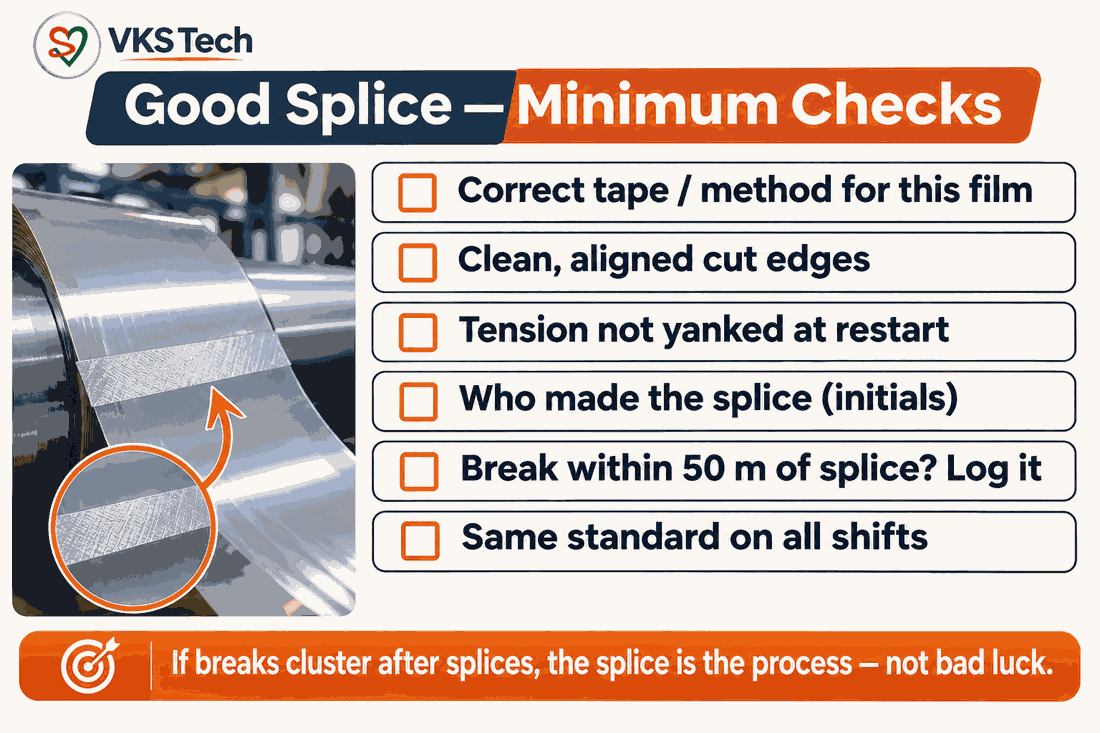 VKS Tech
Good Splice – Minimum Checks
Correct tape / method for this film
Clean, aligned cut edges
Tension not yanked at restart
Who made the splice (initials)
Break within 50 m of splice? Log it
Same standard on all shifts
If breaks cluster after splices, the splice is the process – not bad luck.